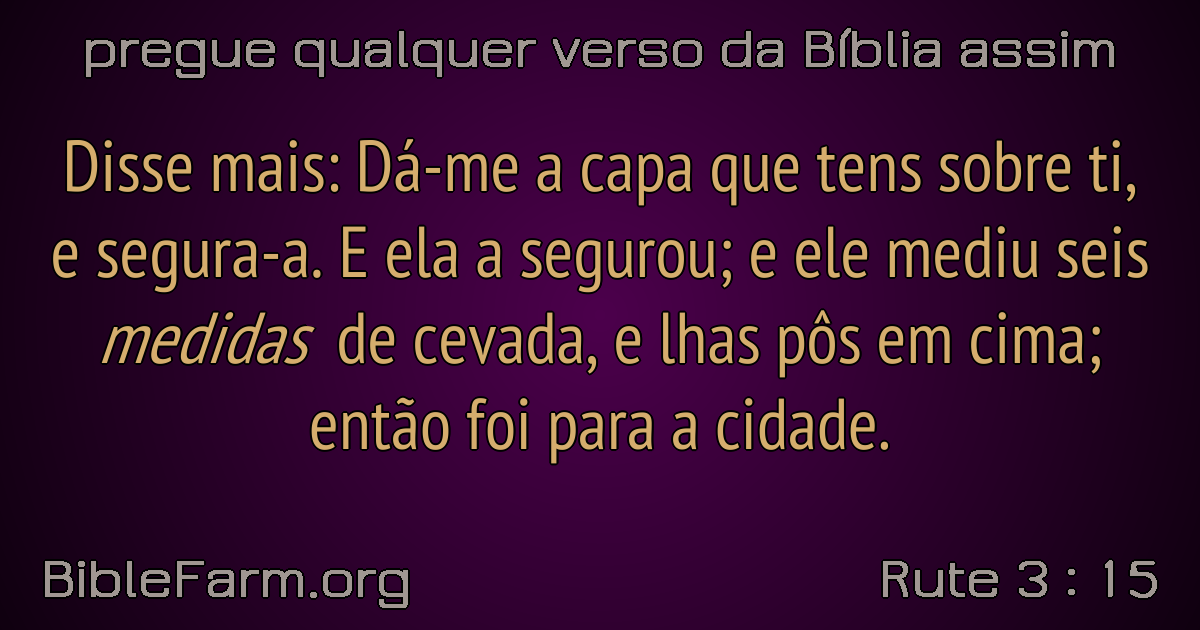 pregue qualquer verso da Bíblia assim
Disse mais: Dá-me a capa que tens sobre ti,
e segura-a. E ela a segurou; e ele mediu seis
medidas de cevada, e lhas pôs em cima;
então foi para a cidade.
BibleFarm.org
Rute 3 : 15